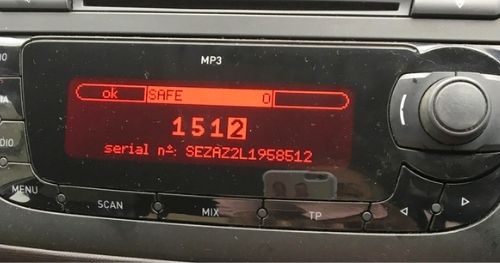 MP3
ok SAFE 0
1512
serial nº: SEZAZ2L1958512
MENU SCAN MIX TP